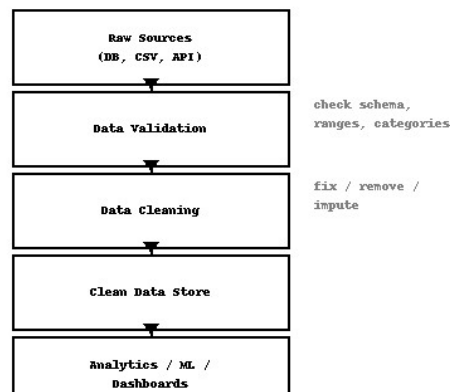 Raw Sources
(DB, CSV, API)
Data Validation
check schema,
ranges, categories
Data Cleaning
fix / remove /
impute
Clean Data Store
Analytics / ML /
Dashboards